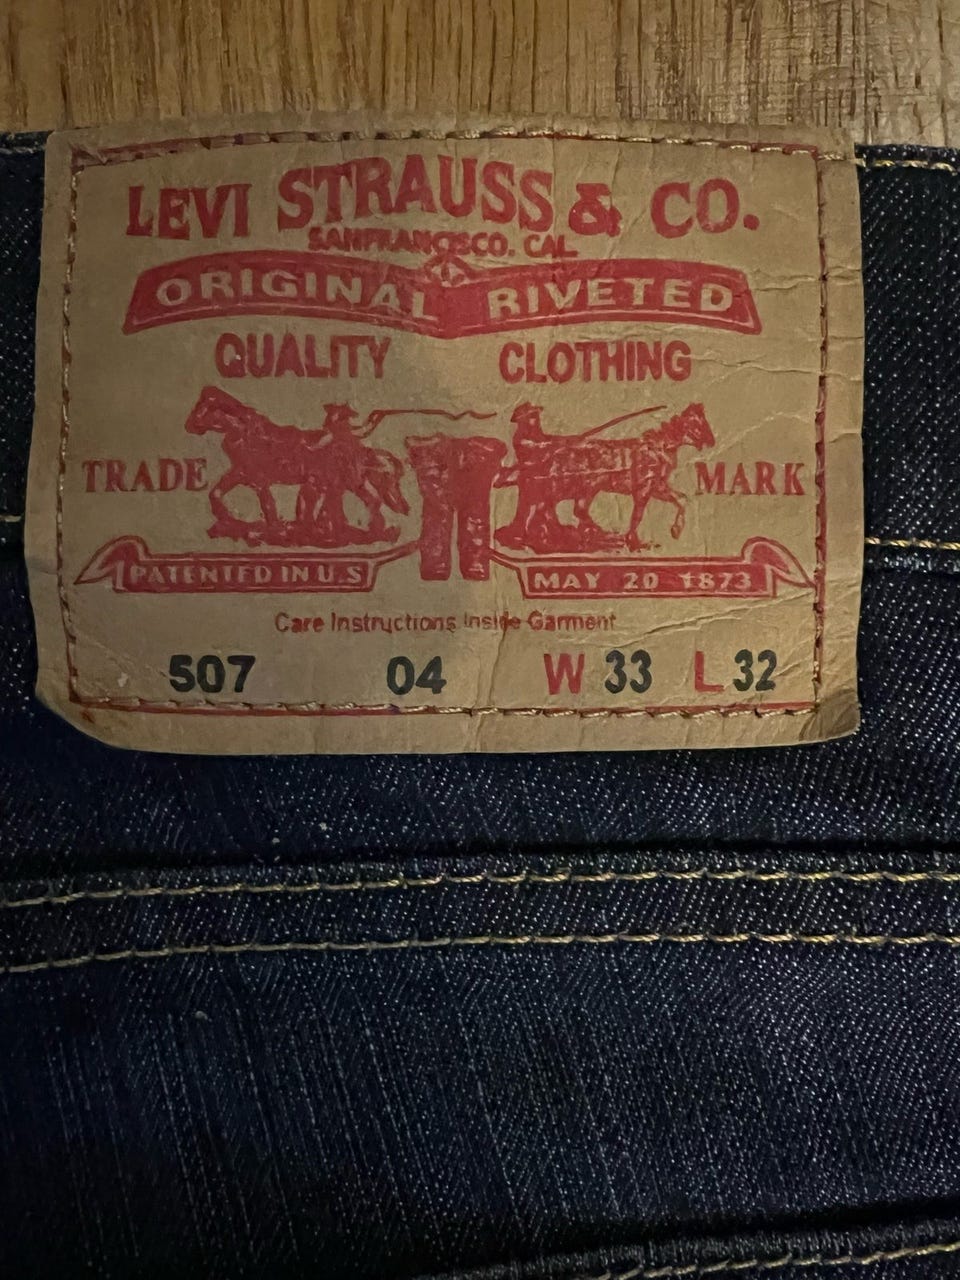 LEVI STRAUSS & CO.
SANFRANCISCO. CAL
ORIGINAL RIVETED
QUALITY CLOTHING
TRADE MARK
PATENTED IN U.S MAY 20 1873
Care Instructions Inside Garment
507 04 W 33 L 32